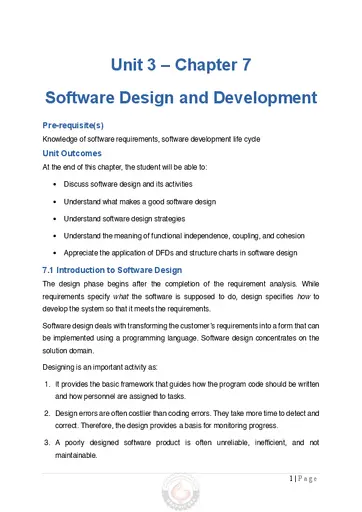 Unit 3 – Chapter 7
Software Design and Development
Pre-requisite(s)
Knowledge of software requirements, software development life cycle
Unit Outcomes
At the end of this chapter, the student will be able to:
• Discuss software design and its activities
• Understand what makes a good software design
• Understand software design strategies
• Understand the meaning of functional independence, coupling, and cohesion
• Appreciate the application of DFDs and structure charts in software design
7.1 Introduction to Software Design
The design phase begins after the completion of the requirement analysis. While
requirements specify what the software is supposed to do, design specifies how to
develop the system so that it meets the requirements.
Software design deals with transforming the customer's requirements into a form that can
be implemented using a programming language. Software design concentrates on the
solution domain.
Designing is an important activity as:
1. It provides the basic framework that guides how the program code should be written
and how personnel are assigned to tasks.
2. Design errors are often costlier than coding errors. They take more time to detect and
correct. Therefore, the design provides a basis for monitoring progress.
3. A poorly designed software product is often unreliable, inefficient, and not
maintainable.
1 | Page